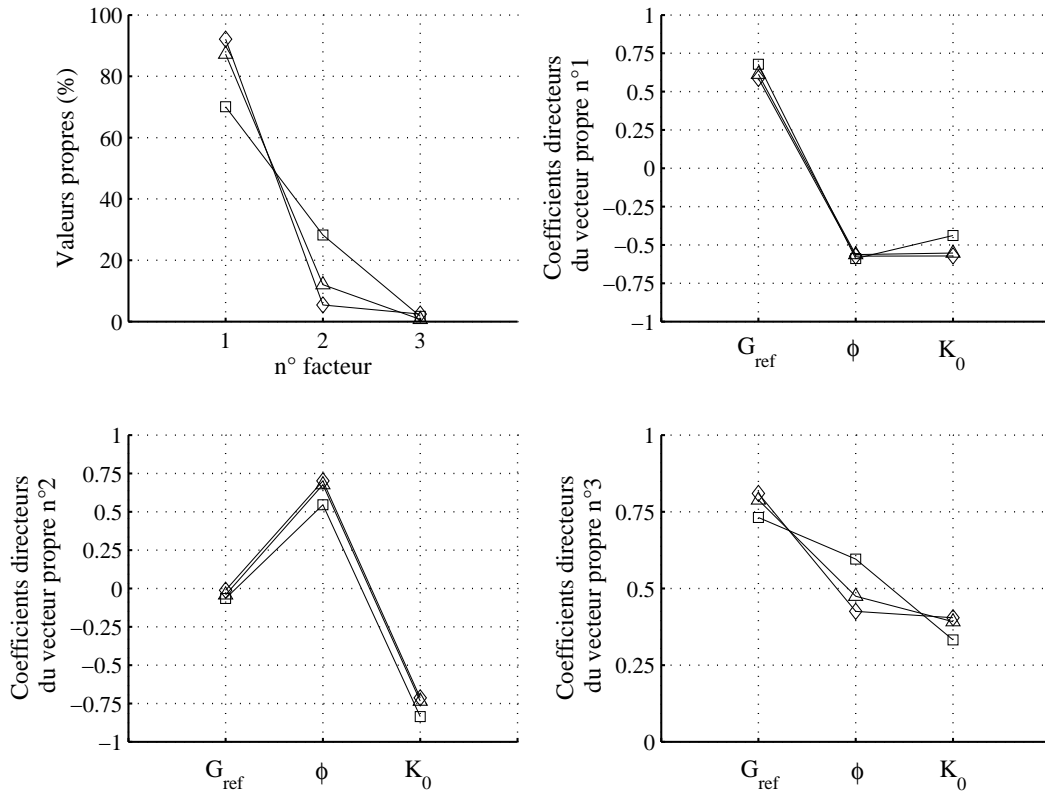 100
80
60
40
20
0
Valeurs propres (%)
1 2 3
n° facteur
1
0.75
0.5
0.25
0
−0.25
−0.5
−0.75
−1
Coefficients directeurs
du vecteur propre n°1
G_ref ϕ K_0
1
0.75
0.5
0.25
0
−0.25
−0.5
−0.75
−1
Coefficients directeurs
du vecteur propre n°2
G_ref ϕ K_0
1
0.75
0.5
0.25
0
Coefficients directeurs
du vecteur propre n°3
G_ref ϕ K_0